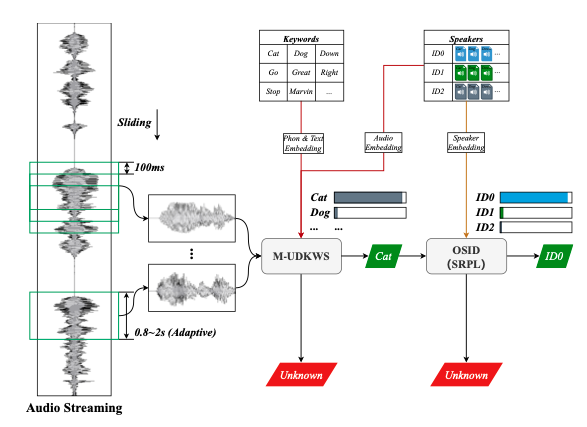 Keywords
Cat Dog Down
Go Great Right
Stop Marvin ...
Speakers
ID0 ...
ID1 ...
ID2 ...
Sliding
100ms
Phon & Text
Embedding
Audio
Embedding
Speaker
Embedding
Cat
Dog
... ...
ID0
ID1
ID2
...
M-UDKWS
Cat
OSID
(SRPL)
ID0
0.8~2s (Adaptive)
Unknown
Unknown
Audio Streaming